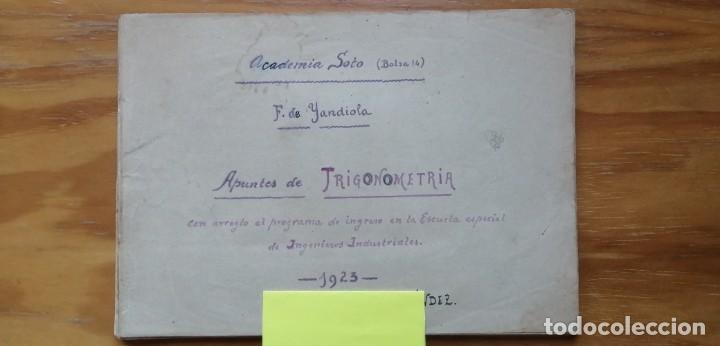 Academia Soto (Bolsa 14)
F. de Yandiola
Apuntes de TRIGONOMETRIA
con arreglo al programa de ingreso en la Escuela especial
de Ingenieros Industriales.
—1923—
NDEZ.
todocoleccion